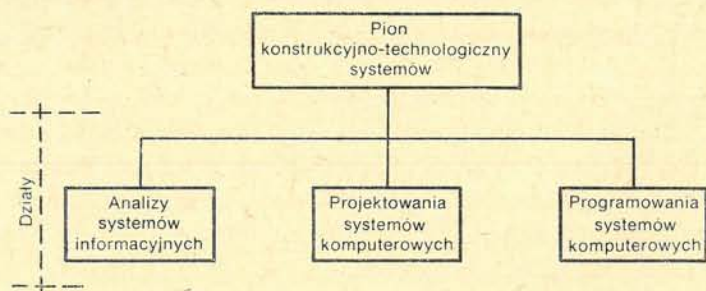 Pion
konstrukcyjno-technologiczny
systemów
Działy
Analizy
systemów
informacyjnych
Projektowania
systemów
komputerowych
Programowania
systemów
komputerowych